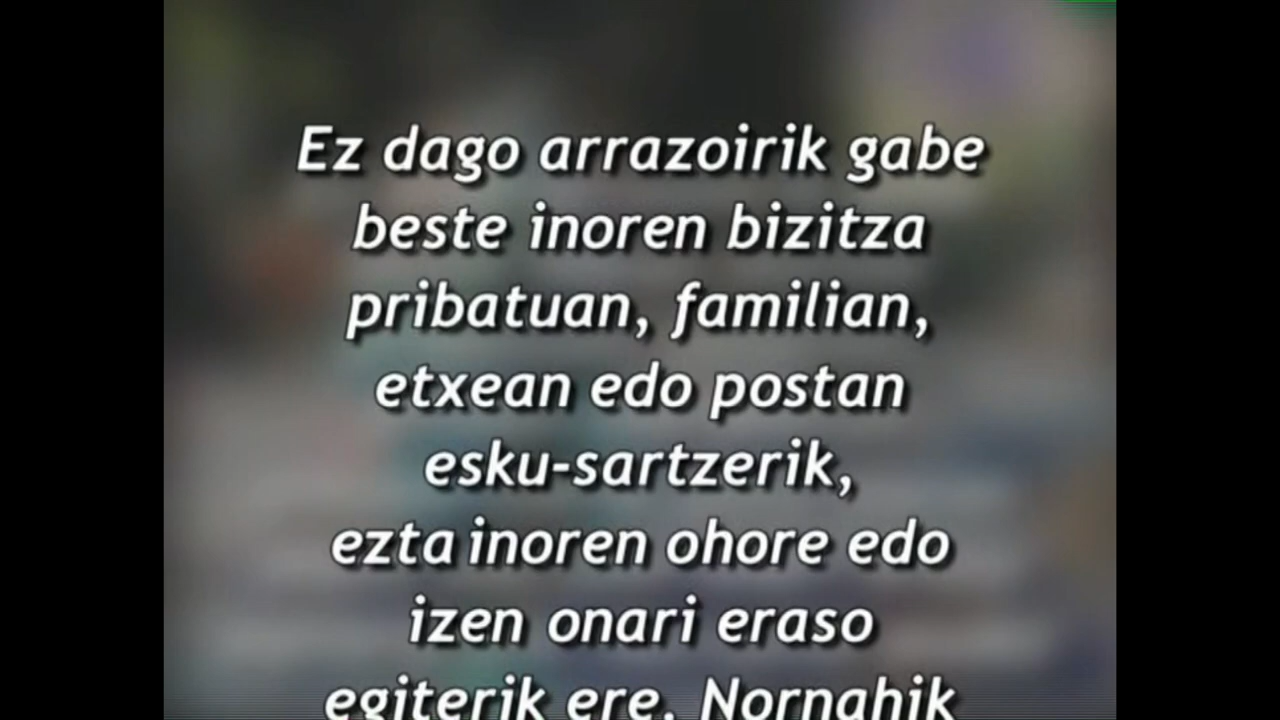 Ez dago arrazoirik gabe
beste inoren bizitza
pribatuan, familian,
etxean edo postan
esku-sartzerik,
ezta inoren ohore edo
izen onari eraso
egiterik ere. Nornahik